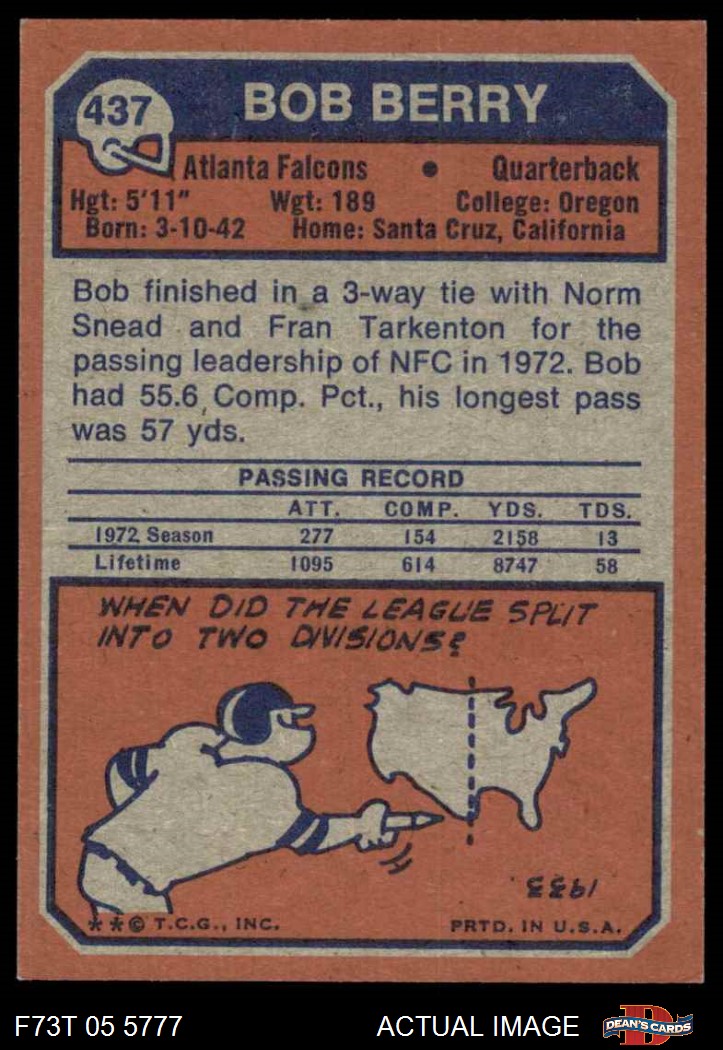 437
BOB BERRY
Atlanta Falcons • Quarterback
Hgt: 5'11" Wgt: 189 College: Oregon
Born: 3-10-42 Home: Santa Cruz, California
Bob finished in a 3-way tie with Norm
Snead and Fran Tarkenton for the
passing leadership of NFC in 1972. Bob
had 55.6 Comp. Pct., his longest pass
was 57 yds.
PASSING RECORD
ATT. COMP. YDS. TDS.
1972 Season 277 154 2158 13
Lifetime 1095 614 8747 58
WHEN DID THE LEAGUE SPLIT
INTO TWO DIVISIONS?
1933
**© T.C.G., INC. PRTD. IN U.S.A.
F73T 05 5777 ACTUAL IMAGE D DEAN'S CARDS